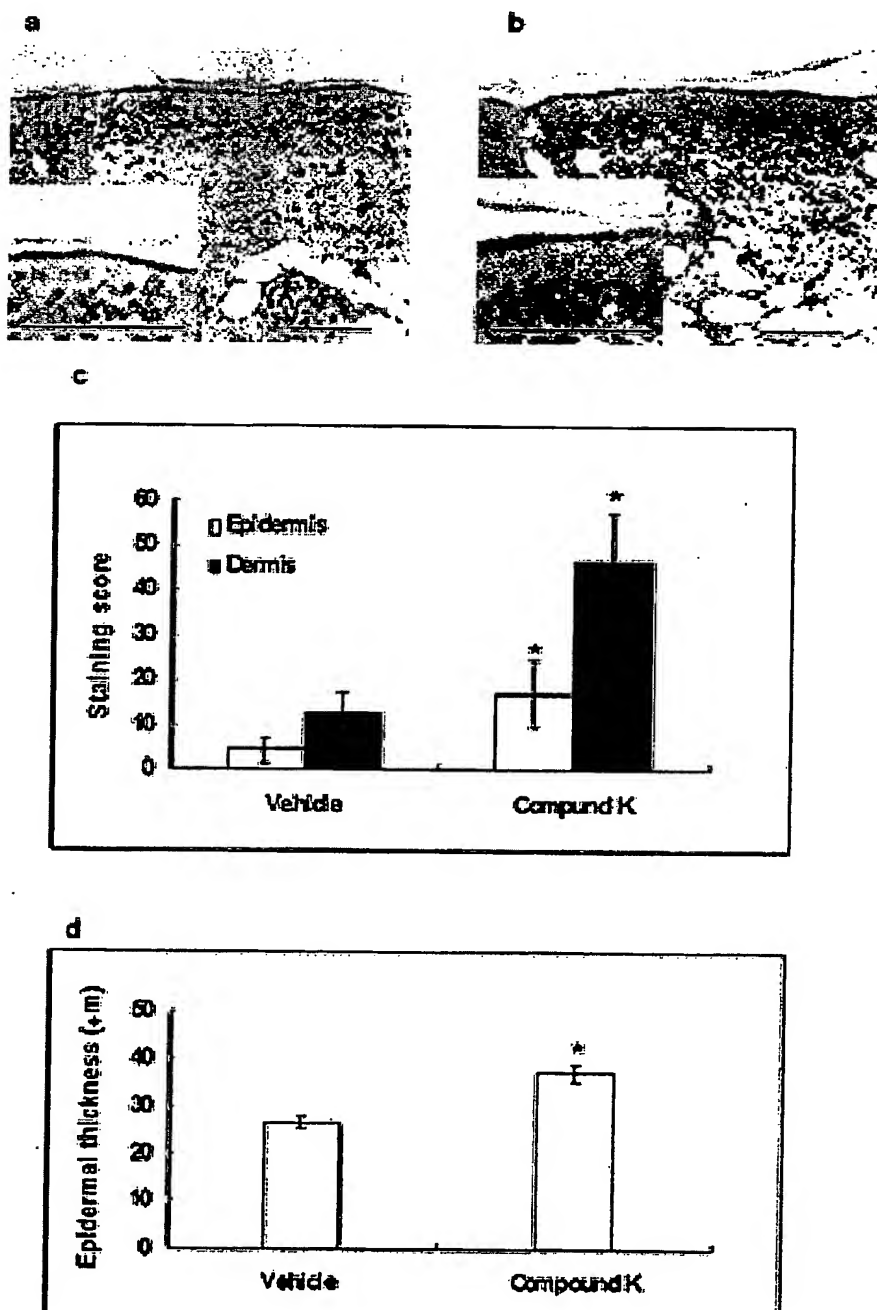 a
b
c
60
50
40
30
20
10
0
Staining score
Epidermis
Dermis
*
*
Vehicle
Compund K
d
50
40
30
20
10
0
Epidermal thickness (+m)
*
Vehicle
Compound K